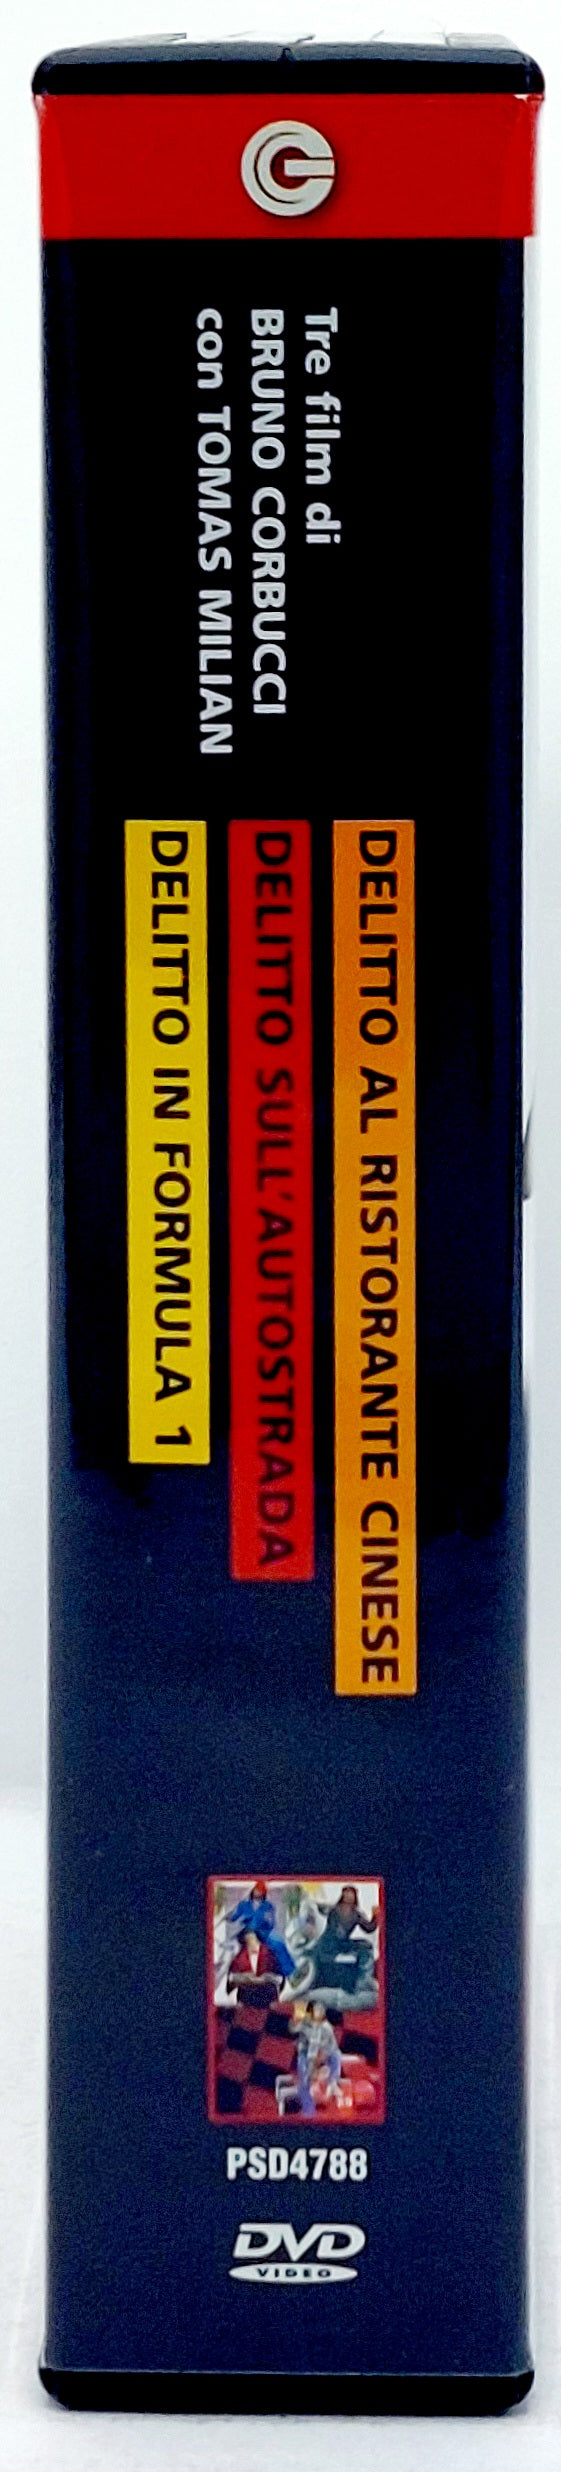 Tre film di
BRUNO CORBUCCI
con TOMAS MILIAN
DELITTO AL RISTORANTE CINESE
DELITTO SULL'AUTOSTRADA
DELITTO IN FORMULA 1
PSD4788
DVD
VIDEO